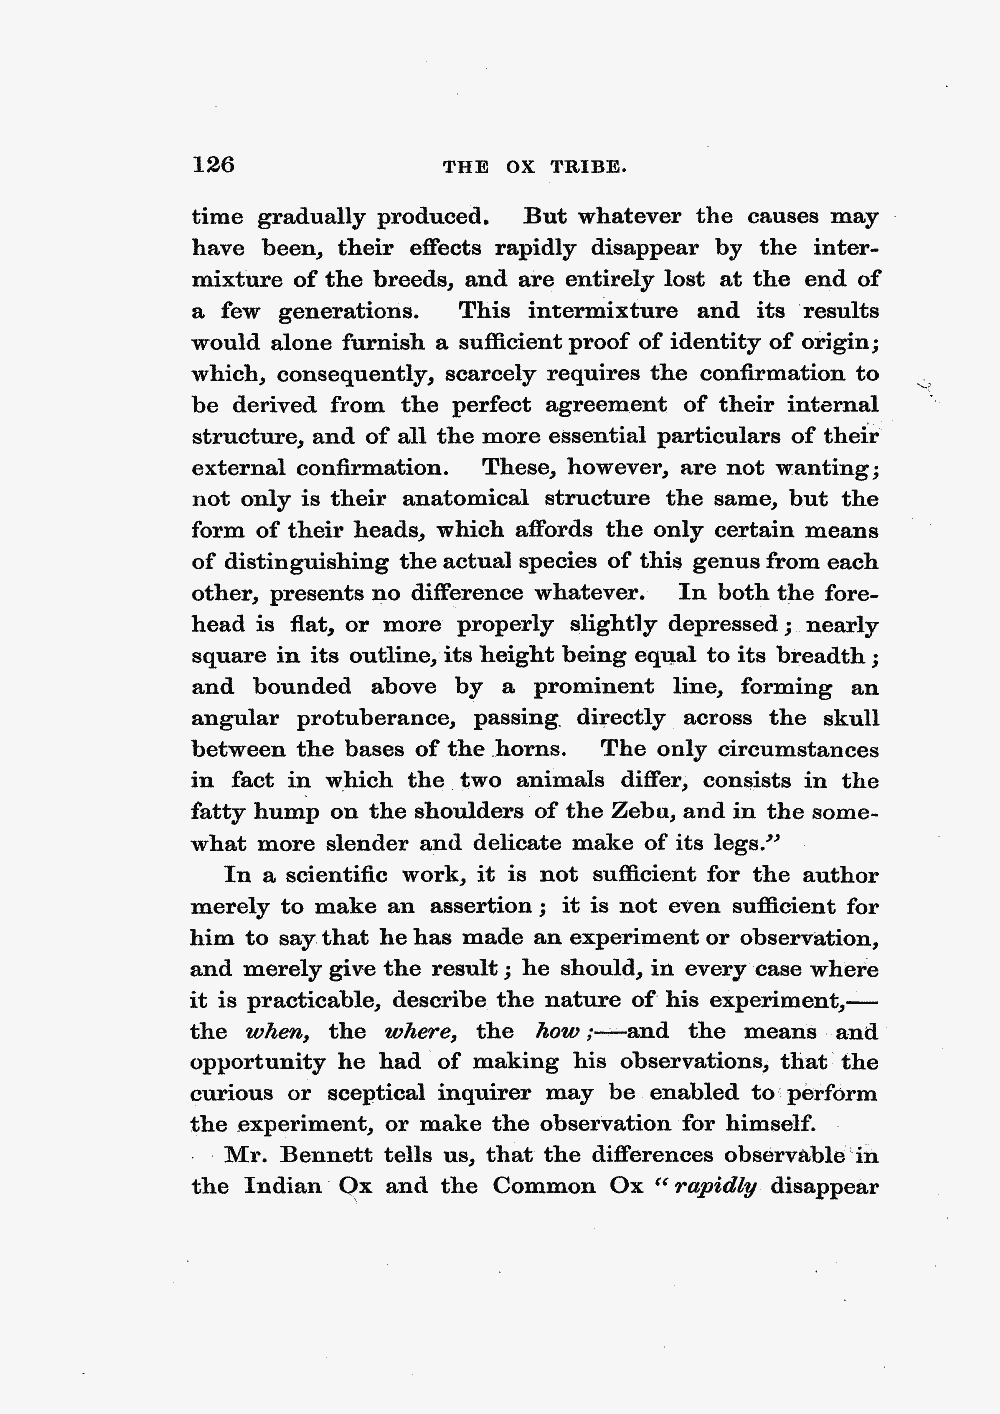 126 THE OX TRIBE.
time gradually produced. But whatever the causes may
have been, their effects rapidly disappear by the inter-
mixture of the breeds, and are entirely lost at the end of
a few generations. This intermixture and its results
would alone furnish a sufficient proof of identity of origin;
which, consequently, scarcely requires the confirmation to
be derived from the perfect agreement of their internal
structure, and of all the more essential particulars of their
external confirmation. These, however, are not wanting;
not only is their anatomical structure the same, but the
form of their heads, which affords the only certain means
of distinguishing the actual species of this genus from each
other, presents no difference whatever. In both the fore-
head is flat, or more properly slightly depressed; nearly
square in its outline, its height being equal to its breadth;
and bounded above by a prominent line, forming an
angular protuberance, passing directly across the skull
between the bases of the horns. The only circumstances
in fact in which the two animals differ, consists in the
fatty hump on the shoulders of the Zebu, and in the some-
what more slender and delicate make of its legs.”
In a scientific work, it is not sufficient for the author
merely to make an assertion; it is not even sufficient for
him to say that he has made an experiment or observation,
and merely give the result; he should, in every case where
it is practicable, describe the nature of his experiment,—
the when, the where, the how;—and the means and
opportunity he had of making his observations, that the
curious or sceptical inquirer may be enabled to perform
the experiment, or make the observation for himself.
Mr. Bennett tells us, that the differences observable in
the Indian Ox and the Common Ox “rapidly disappear